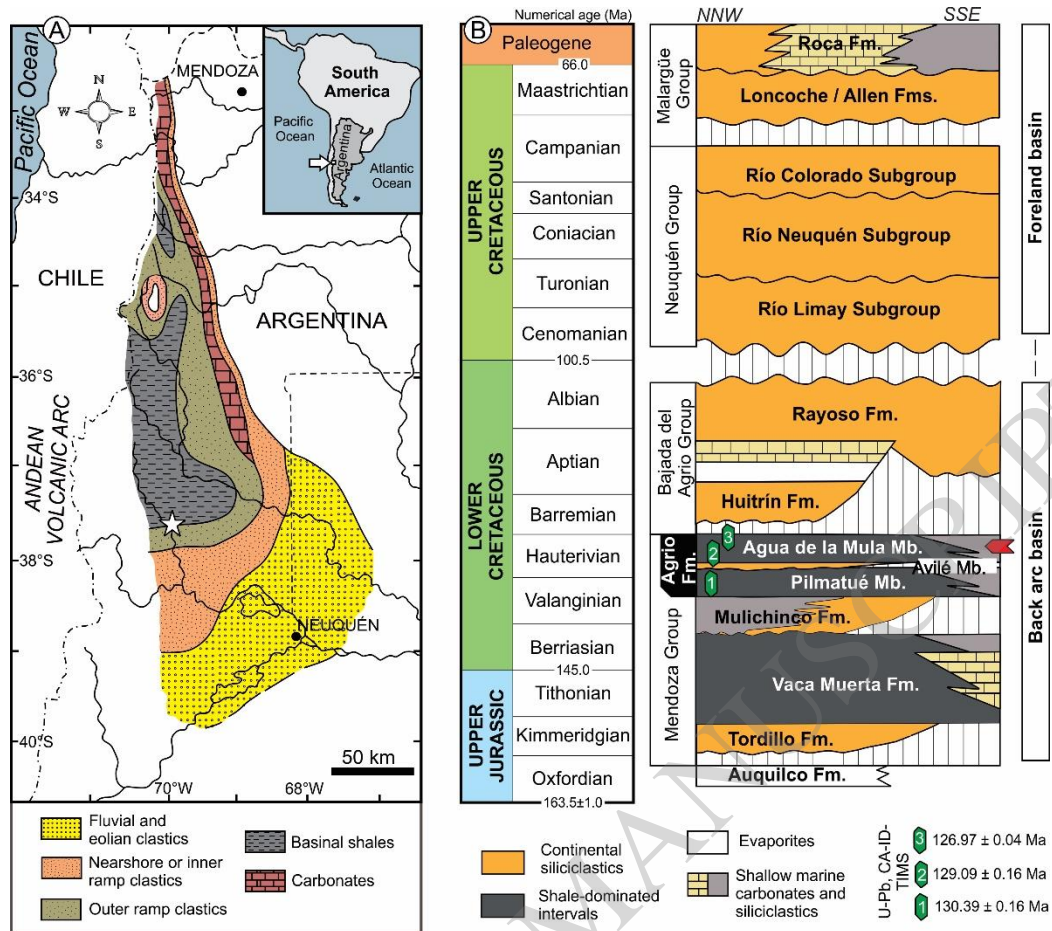 A
Pacific Ocean
MENDOZA
N
W
E
S
South
America
Pacific
Ocean
Argentina
Atlantic
Ocean
34°S
CHILE
ARGENTINA
36°S
ANDEAN
VOLCANIC ARC
38°S
NEUQUÉN
40°S
50 km
70°W
68°W
Fluvial and
eolian clastics
Nearshore or inner
ramp clastics
Outer ramp clastics
Basinal shales
Carbonates
B
Numerical age (Ma)
NNW
SSE
Paleogene
66.0
UPPER
CRETACEOUS
Maastrichtian
Campanian
Santonian
Coniacian
Turonian
Cenomanian
100.5
LOWER
CRETACEOUS
Albian
Aptian
Barremian
Hauterivian
Valanginian
Berriasian
145.0
UPPER
JURASSIC
Tithonian
Kimmeridgian
Oxfordian
163.5±1.0
Malargüe
Group
Roca Fm.
Loncoche / Allen Fms.
Neuquén Group
Río Colorado Subgroup
Río Neuquén Subgroup
Río Limay Subgroup
Foreland basin
Bajada del
Agrio Group
Rayoso Fm.
Huitrín Fm.
Agrio
Fm.
3
2
Agua de la Mula Mb.
Avilé Mb.
1
Pilmatué Mb.
Mendoza Group
Mulichinco Fm.
Vaca Muerta Fm.
Tordillo Fm.
Auquilco Fm.
Back arc basin
Continental
siliciclastics
Shale-dominated
intervals
Evaporites
Shallow marine
carbonates and
siliciclastics
U-Pb, CA-ID-
TIMS
3 126.97 ± 0.04 Ma
2 129.09 ± 0.16 Ma
1 130.39 ± 0.16 Ma
MANUSCRIP